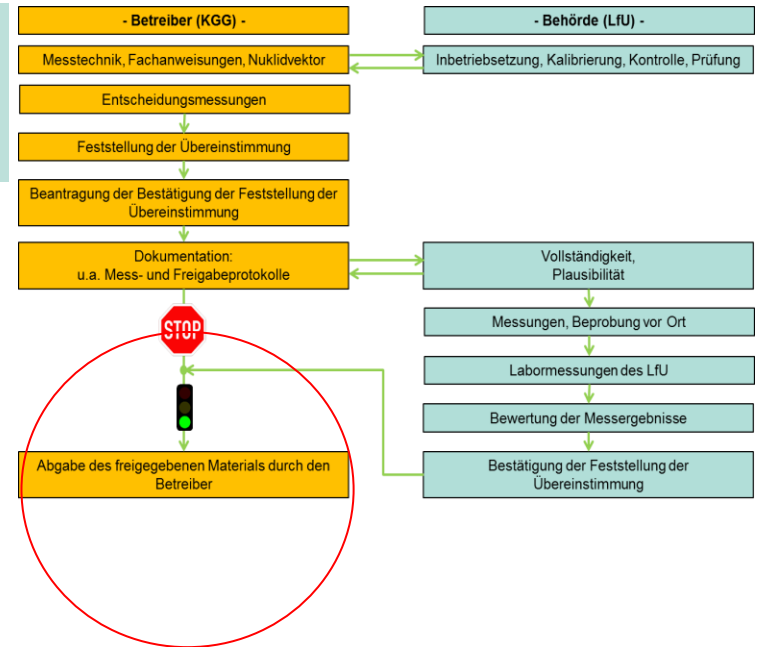 - Betreiber (KGG) -
- Behörde (LfU) -
Messtechnik, Fachanweisungen, Nuklidvektor
Inbetriebsetzung, Kalibrierung, Kontrolle, Prüfung
Entscheidungsmessungen
Feststellung der Übereinstimmung
Beantragung der Bestätigung der Feststellung der
Übereinstimmung
Dokumentation:
u.a. Mess- und Freigabeprotokolle
Vollständigkeit,
Plausibilität
STOP
Messungen, Beprobung vor Ort
Labormessungen des LfU
Bewertung der Messergebnisse
Abgabe des freigegebenen Materials durch den
Betreiber
Bestätigung der Feststellung der
Übereinstimmung